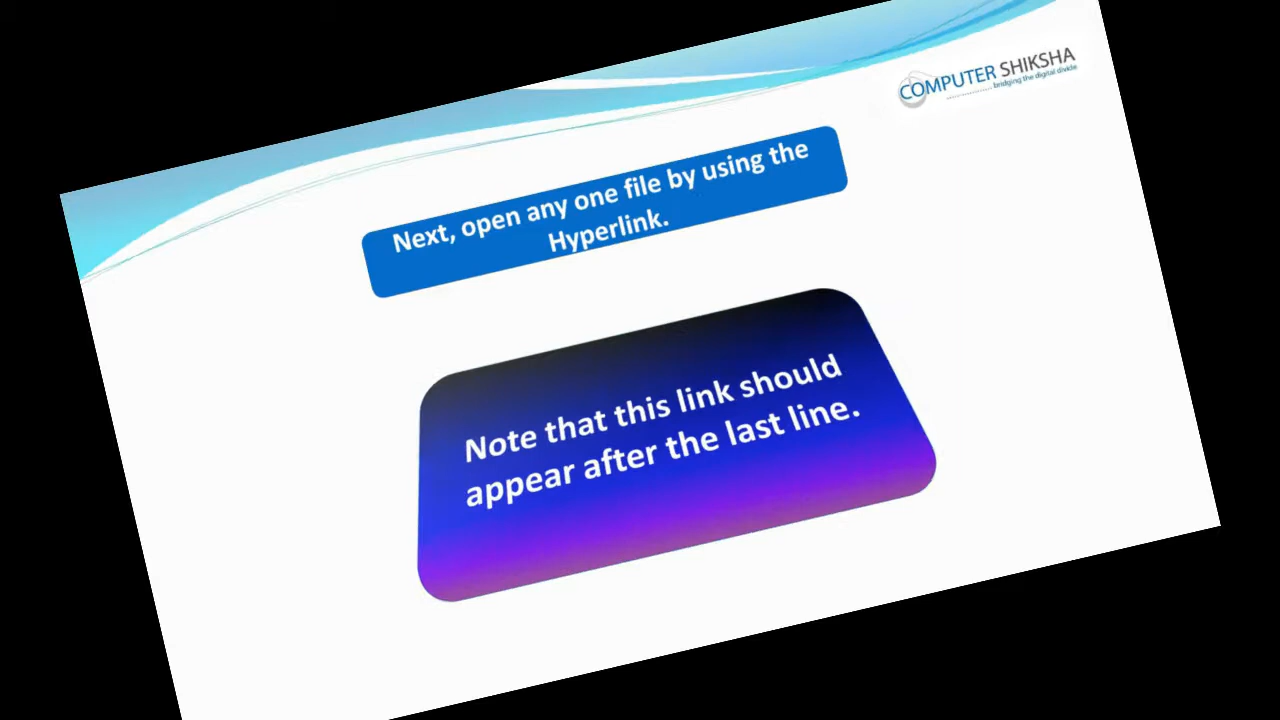 COMPUTER SHIKSHA
bridging the digital divide
Next, open any one file by using the
Hyperlink.
Note that this link should
appear after the last line.